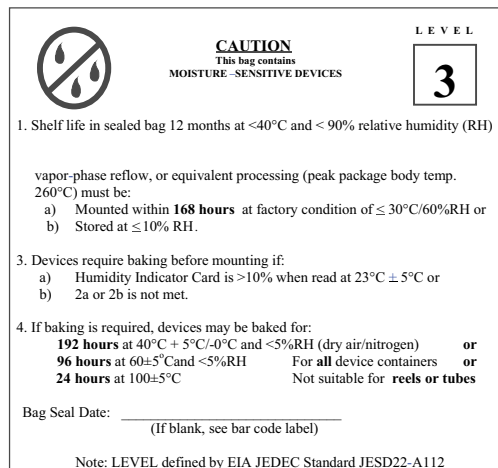 LEVEL
CAUTION
This bag contains
MOISTURE –SENSITIVE DEVICES
3
1. Shelf life in sealed bag 12 months at <40°C and < 90% relative humidity (RH)
vapor-phase reflow, or equivalent processing (peak package body temp.
260°C) must be:
a) Mounted within 168 hours at factory condition of ≤ 30°C/60%RH or
b) Stored at ≤10% RH.
3. Devices require baking before mounting if:
a) Humidity Indicator Card is >10% when read at 23°C ± 5°C or
b) 2a or 2b is not met.
4. If baking is required, devices may be baked for:
192 hours at 40°C + 5°C/-0°C and <5%RH (dry air/nitrogen) or
96 hours at 60±5°Cand <5%RH For all device containers or
24 hours at 100±5°C Not suitable for reels or tubes
Bag Seal Date: ______________________________
(If blank, see bar code label)
Note: LEVEL defined by EIA JEDEC Standard JESD22-A112